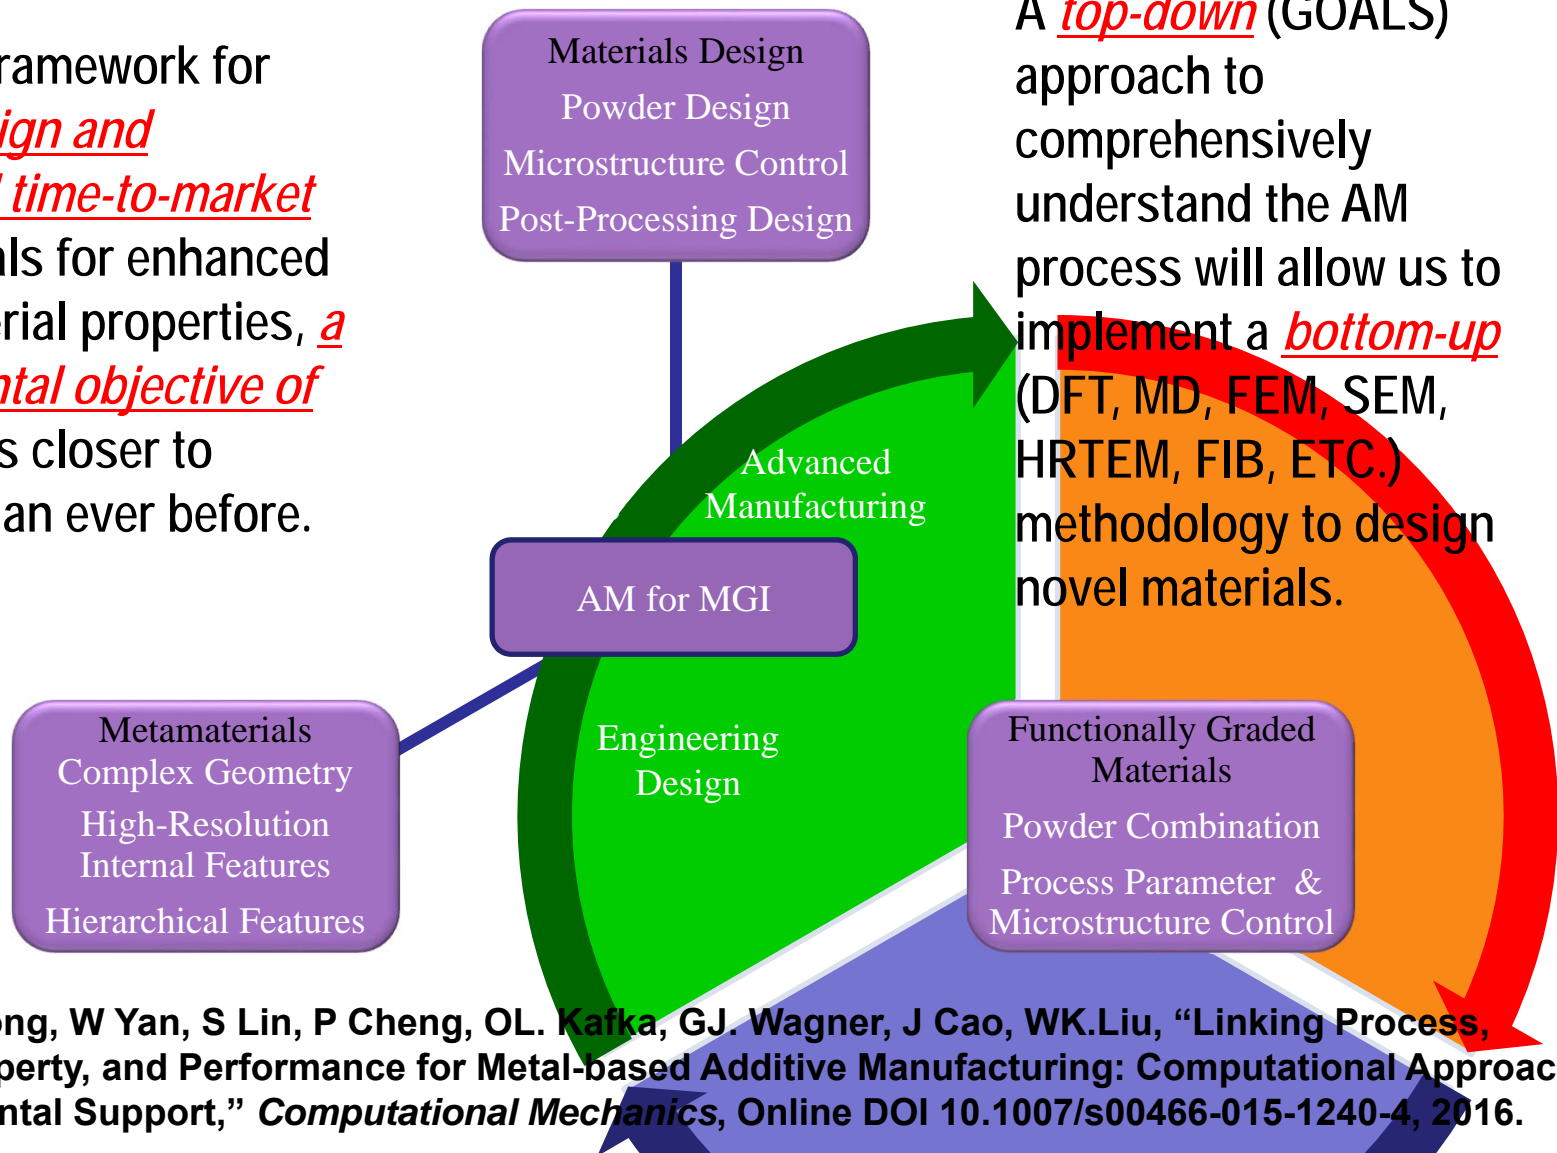 ramework for
ign and
time-to-market
als for enhanced
erial properties, a
ntal objective of
s closer to
an ever before.
Materials Design
Powder Design
Microstructure Control
Post-Processing Design
A top-down (GOALS)
approach to
comprehensively
understand the AM
process will allow us to
implement a bottom-up
(DFT, MD, FEM, SEM,
HRTEM, FIB, ETC.)
methodology to design
novel materials.
Advanced
Manufacturing
AM for MGI
Engineering
Design
Metamaterials
Complex Geometry
High-Resolution
Internal Features
Hierarchical Features
Functionally Graded
Materials
Powder Combination
Process Parameter &
Microstructure Control
ong, W Yan, S Lin, P Cheng, OL. Kafka, GJ. Wagner, J Cao, WK.Liu, “Linking Process,
perty, and Performance for Metal-based Additive Manufacturing: Computational Approac
ntal Support,” Computational Mechanics, Online DOI 10.1007/s00466-015-1240-4, 2016.